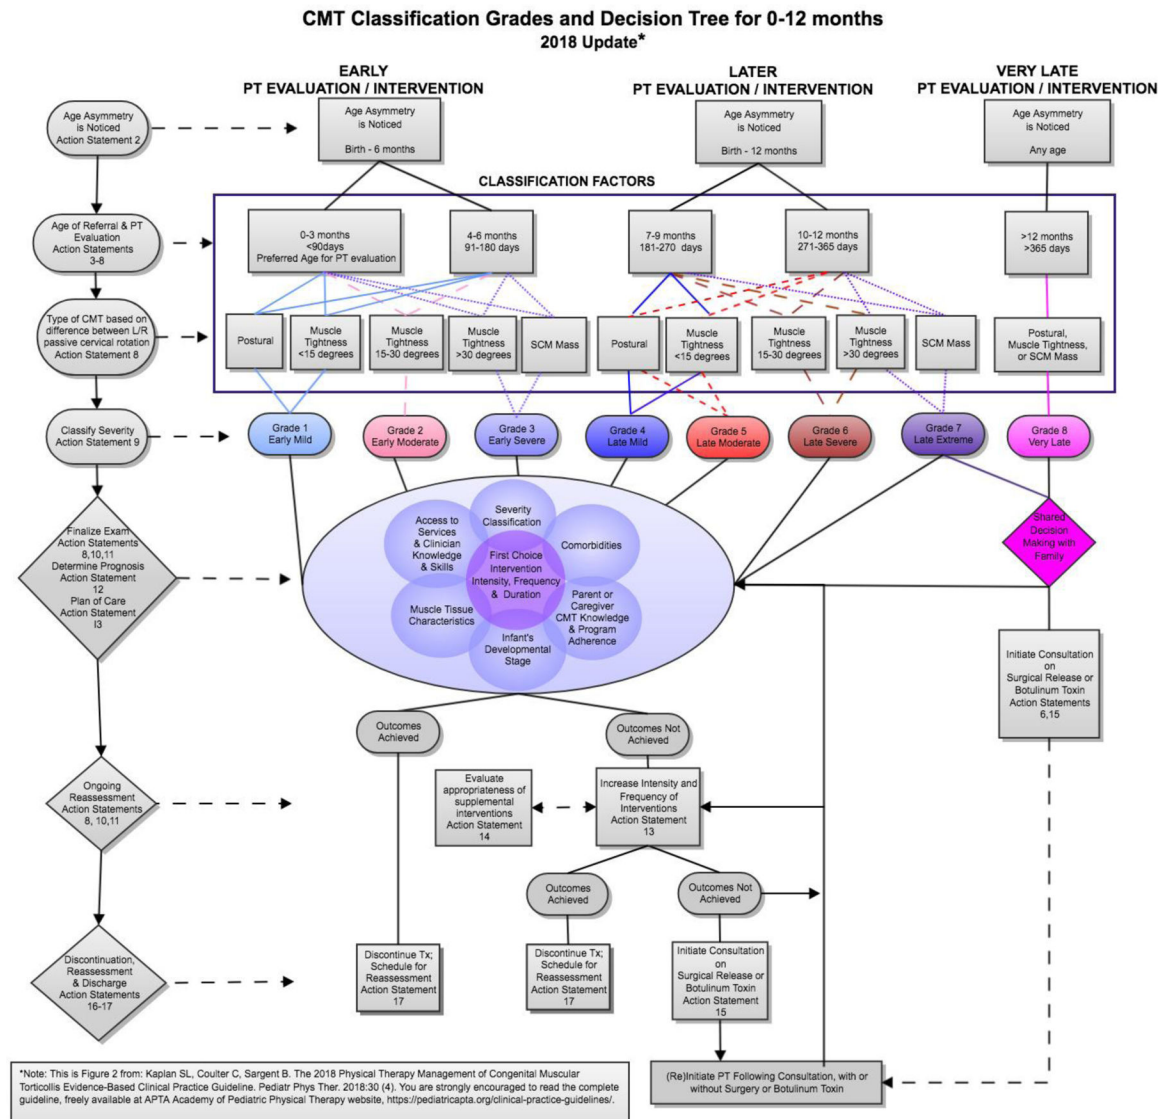 CMT Classification Grades and Decision Tree for 0-12 months
2018 Update*
EARLY
PT EVALUATION / INTERVENTION
LATER
PT EVALUATION / INTERVENTION
VERY LATE
PT EVALUATION / INTERVENTION
Age Asymmetry
is Noticed
Action Statement 2
Age Asymmetry
is Noticed
Birth - 6 months
Age Asymmetry
is Noticed
Birth - 12 months
Age Asymmetry
is Noticed
Any age
CLASSIFICATION FACTORS
Age of Referral & PT
Evaluation
Action Statements
3-8
0-3 months
<90days
Preferred Age for PT evaluation
4-6 months
91-180 days
7-9 months
181-270 days
10-12 months
271-365 days
>12 months
>365 days
Type of CMT based on
difference between L/R
passive cervical rotation
Action Statement 8
Postural
Muscle
Tightness
<15 degrees
Muscle
Tightness
15-30 degrees
Muscle
Tightness
>30 degrees
SCM Mass
Postural
Muscle
Tightness
<15 degrees
Muscle
Tightness
15-30 degrees
Muscle
Tightness
>30 degrees
SCM Mass
Postural,
Muscle Tightness,
or SCM Mass
Classify Severity
Action Statement 9
Grade 1
Early Mild
Grade 2
Early Moderate
Grade 3
Early Severe
Grade 4
Late Mild
Grade 5
Late Moderate
Grade 6
Late Severe
Grade 7
Late Extreme
Grade 8
Very Late
Finalize Exam
Action Statements
8,10,11
Determine Prognosis
Action Statement
12
Plan of Care
Action Statement
I3
Access to
Services
& Clinician
Knowledge
& Skills
Severity
Classification
Comorbidities
First Choice
Intervention
Intensity, Frequency
& Duration
Muscle Tissue
Characteristics
Parent or
Caregiver
CMT Knowledge
& Program
Adherence
Infant's
Developmental
Stage
Shared
Decision
Making with
Family
Initiate Consultation
on
Surgical Release or
Botulinum Toxin
Action Statements
6,15
Outcomes
Achieved
Outcomes Not
Achieved
Ongoing
Reassessment
Action Statements
8, 10,11
Evaluate
appropriateness of
supplemental
interventions
Action Statement
14
Increase Intensity and
Frequency of
Interventions
Action Statement
13
Outcomes
Achieved
Outcomes Not
Achieved
Discontinuation,
Reassessment
& Discharge
Action Statements
16-17
Discontinue Tx;
Schedule for
Reassessment
Action Statement
17
Discontinue Tx;
Schedule for
Reassessment
Action Statement
17
Initiate Consultation
on
Surgical Release or
Botulinum Toxin
Action Statement
15
(Re)Initiate PT Following Consultation, with or
without Surgery or Botulinum Toxin
*Note: This is Figure 2 from: Kaplan SL, Coulter C, Sargent B. The 2018 Physical Therapy Management of Congenital Muscular
Torticollis Evidence-Based Clinical Practice Guideline. Pediatr Phys Ther. 2018:30 (4). You are strongly encouraged to read the complete
guideline, freely available at APTA Academy of Pediatric Physical Therapy website, https://pediatricapta.org/clinical-practice-guidelines/.